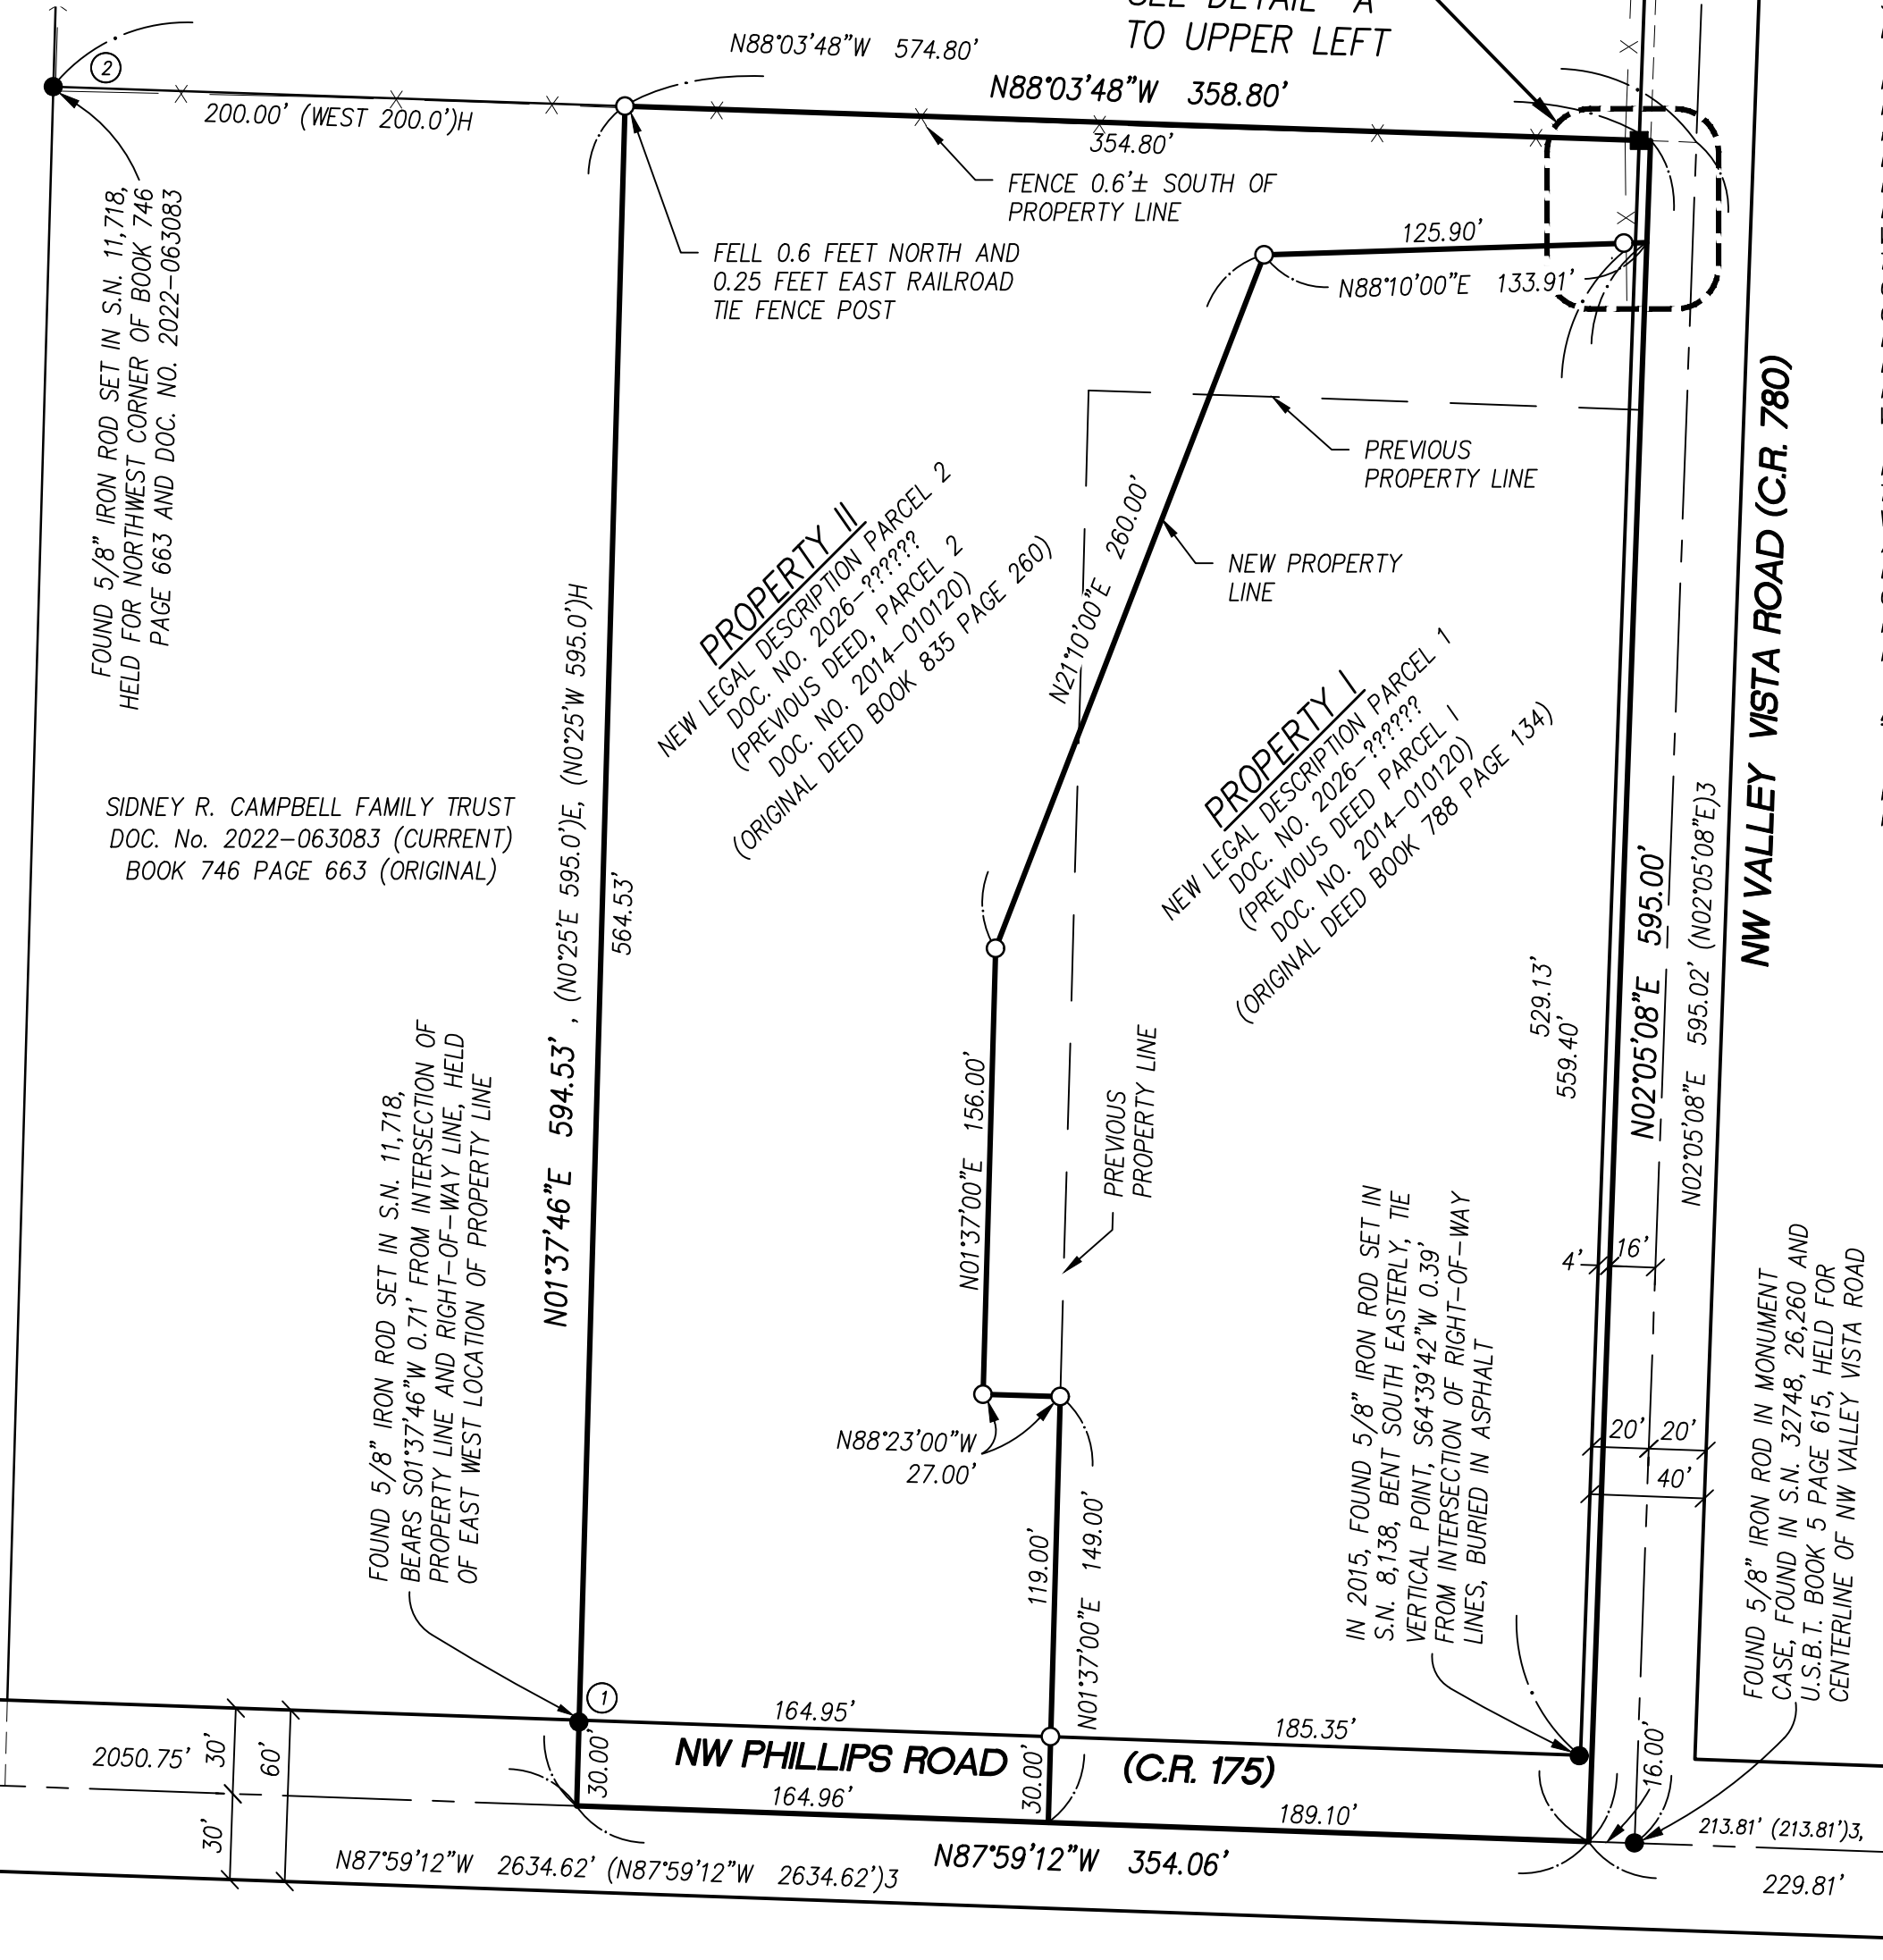 SEE DETAIL "A"
TO UPPER LEFT
N88°03'48"W 574.80'
N88°03'48"W 358.80'
2
200.00' (WEST 200.0')H
354.80'
FENCE 0.6'± SOUTH OF
PROPERTY LINE
FELL 0.6 FEET NORTH AND
0.25 FEET EAST RAILROAD
TIE FENCE POST
125.90'
N88°10'00"E 133.91'
FOUND 5/8" IRON ROD SET IN S.N. 11,718,
HELD FOR NORTHWEST CORNER OF BOOK 746
PAGE 663 AND DOC. NO. 2022-063083
PREVIOUS
PROPERTY LINE
NEW PROPERTY
LINE
N21°10'00"E 260.00'
PROPERTY II
NEW LEGAL DESCRIPTION PARCEL 2
DOC. NO. 2026-??????
(PREVIOUS DEED, PARCEL 2
DOC. NO. 2014-010120)
(ORIGINAL DEED BOOK 835 PAGE 260)
PROPERTY I
NEW LEGAL DESCRIPTION PARCEL 1
DOC. NO. 2026-??????
(PREVIOUS DEED PARCEL I
DOC. NO. 2014-010120)
(ORIGINAL DEED BOOK 788 PAGE 134)
NW VALLEY VISTA ROAD (C.R. 780)
SIDNEY R. CAMPBELL FAMILY TRUST
DOC. No. 2022-063083 (CURRENT)
BOOK 746 PAGE 663 (ORIGINAL)
N01°37'46"E 594.53' , (N0°25'E 595.0')E, (N0°25'W 595.0')H
564.53'
529.13'
559.40'
N02°05'08"E 595.00'
N02°05'08"E 595.02' (N02°05'08"E)3
FOUND 5/8" IRON ROD SET IN S.N. 11,718,
BEARS S01°37'46"W 0.71' FROM INTERSECTION OF
PROPERTY LINE AND RIGHT-OF-WAY LINE, HELD
OF EAST WEST LOCATION OF PROPERTY LINE
N01°37'00"E 156.00'
PREVIOUS
PROPERTY LINE
4'
16'
N88°23'00"W
27.00'
20'
20'
40'
IN 2015, FOUND 5/8" IRON ROD SET IN
S.N. 8,138, BENT SOUTH EASTERLY, TIE
VERTICAL POINT, S64°39'42"W 0.39'
FROM INTERSECTION OF RIGHT-OF-WAY
LINES, BURIED IN ASPHALT
FOUND 5/8" IRON ROD IN MONUMENT
CASE, FOUND IN S.N. 32748, 26,260 AND
U.S.B.T. BOOK 5 PAGE 615, HELD FOR
CENTERLINE OF NW VALLEY VISTA ROAD
119.00'
N01°37'00"E 149.00'
1
164.95'
185.35'
2050.75'
30'
60'
30'
30.00'
NW PHILLIPS ROAD (C.R. 175)
30.00'
16.00'
164.96'
189.10'
213.81' (213.81')3,
N87°59'12"W 2634.62' (N87°59'12"W 2634.62')3
N87°59'12"W 354.06'
229.81'